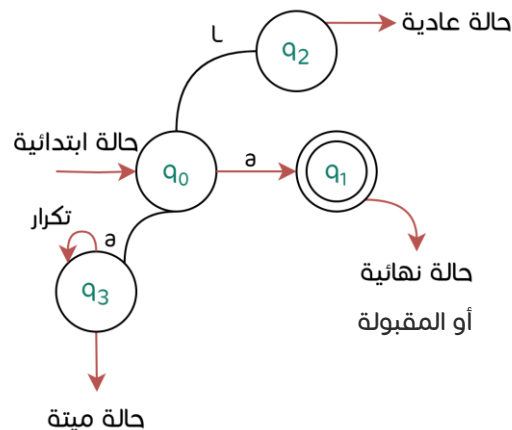 حالة عادية
L
q2
حالة ابتدائية
q0
a
q1
تكرار
a
q3
حالة نهائية
أو المقبولة
حالة ميتة